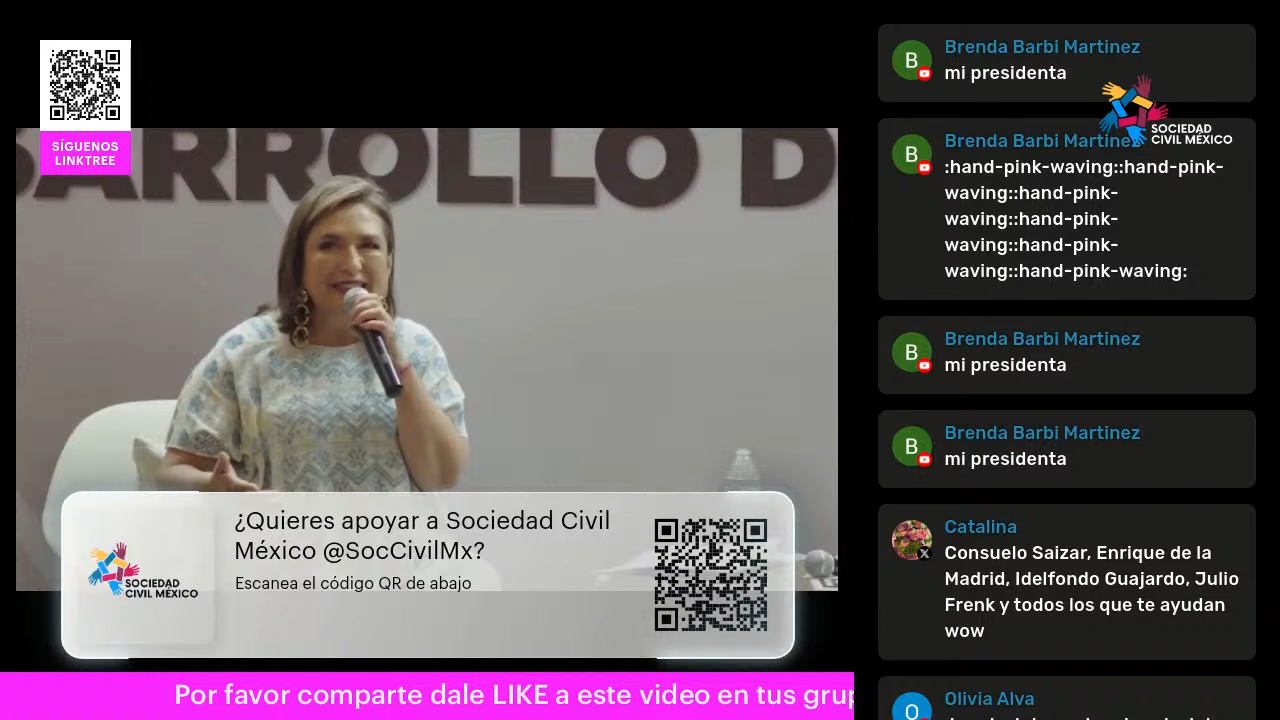 SÍGUENOS
LINKTREE
ARROLLO D
¿Quieres apoyar a Sociedad Civil
México @SocCivilMx?
Escanea el código QR de abajo
SOCIEDAD
CIVIL MÉXICO
Por favor comparte dale LIKE a este video en tus
B
Brenda Barbi Martinez
mi presidenta
SOCIEDAD
CIVIL MÉXICO
B
Brenda Barbi Martinez
:hand-pink-waving::hand-pink-
waving::hand-pink-
waving::hand-pink-
waving::hand-pink-
waving::hand-pink-waving:
B
Brenda Barbi Martinez
mi presidenta
B
Brenda Barbi Martinez
mi presidenta
Catalina
Consuelo Saizar, Enrique de la
Madrid, Idelfondo Guajardo, Julio
Frenk y todos los que te ayudan
wow
O
Olivia Alva